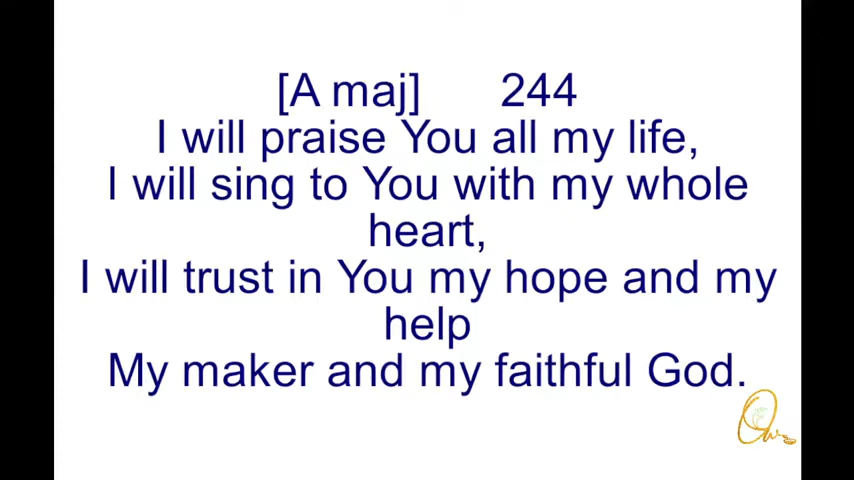 [A maj] 244
I will praise You all my life,
I will sing to You with my whole
heart,
I will trust in You my hope and my
help
My maker and my faithful God.